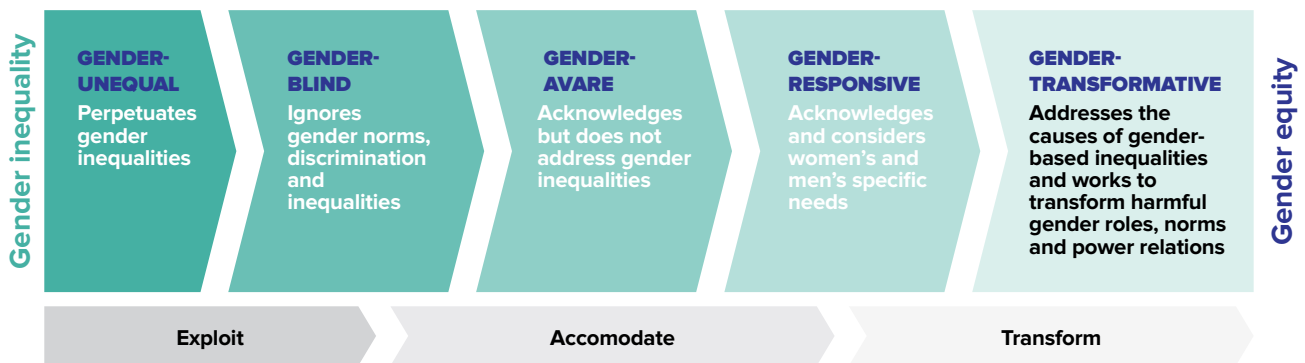 Gender inequality
GENDER-
UNEQUAL
Perpetuates
gender
inequalities
GENDER-
BLIND
Ignores
gender norms,
discrimination
and
inequalities
GENDER-
AVARE
Acknowledges
but does not
address gender
inequalities
GENDER-
RESPONSIVE
Acknowledges
and considers
women’s and
men’s specific
needs
GENDER-
TRANSFORMATIVE
Addresses the
causes of gender-
based inequalities
and works to
transform harmful
gender roles, norms
and power relations
Gender equity
Exploit
Accomodate
Transform